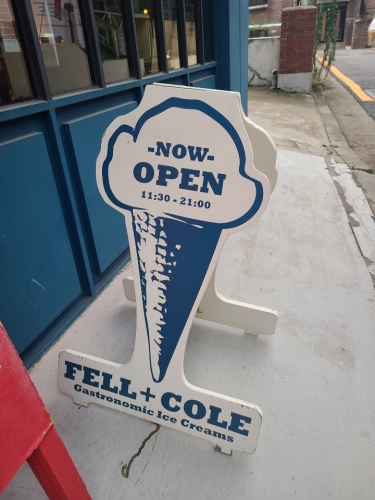 -NOW-
OPEN
11:30 - 21:00
FELL+COLE
Gastronomic Ice Creams